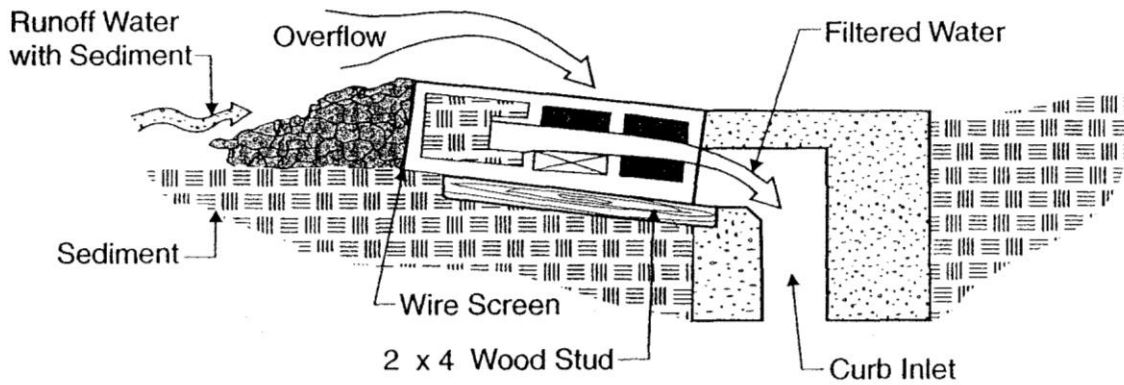 Runoff Water
with Sediment
Overflow
Filtered Water
Sediment
Wire Screen
2 x 4 Wood Stud
Curb Inlet